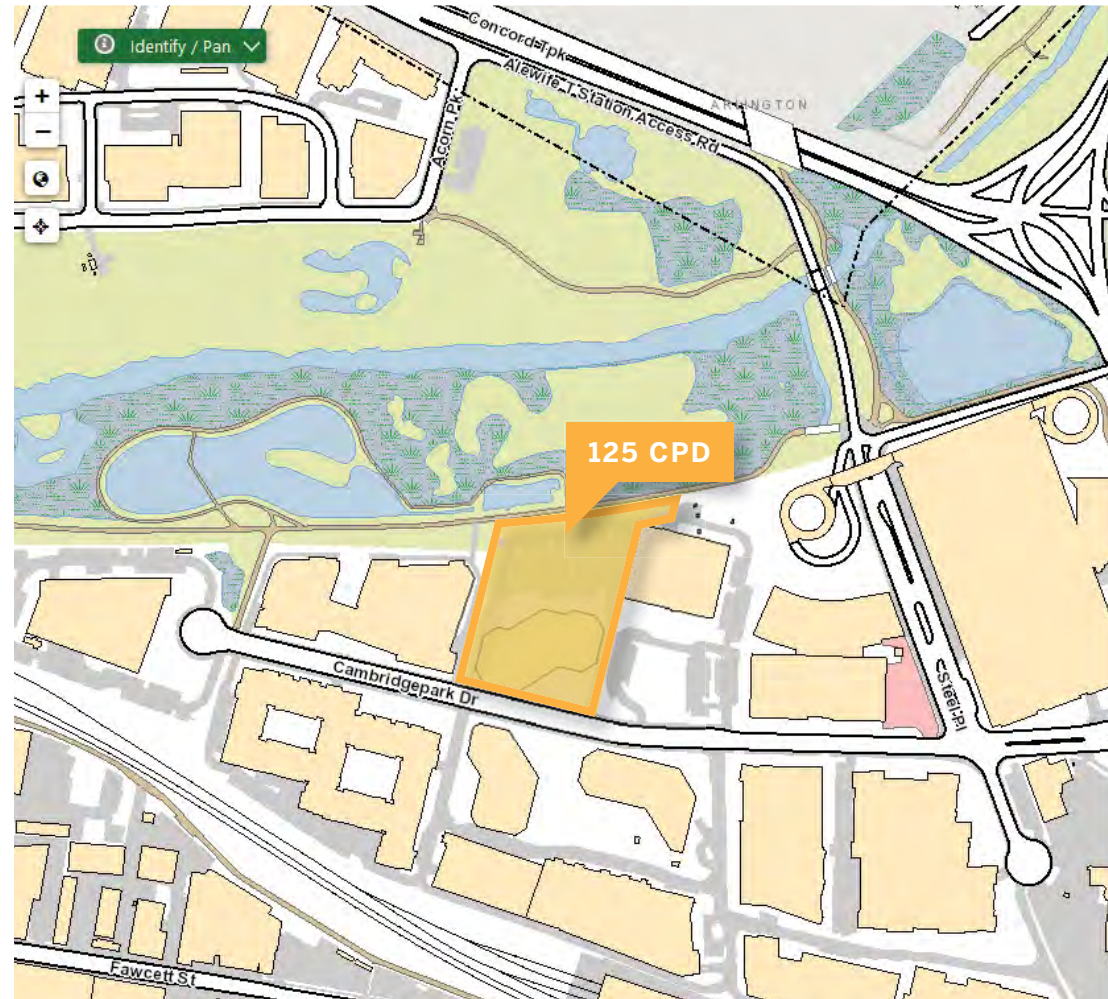 Identify / Pan
Concord Tpk
Alewife T Station Access Rd
ARLINGTON
Acorn Pk
125 CPD
Cambridgepark Dr
Steel Pl
Fawcett St